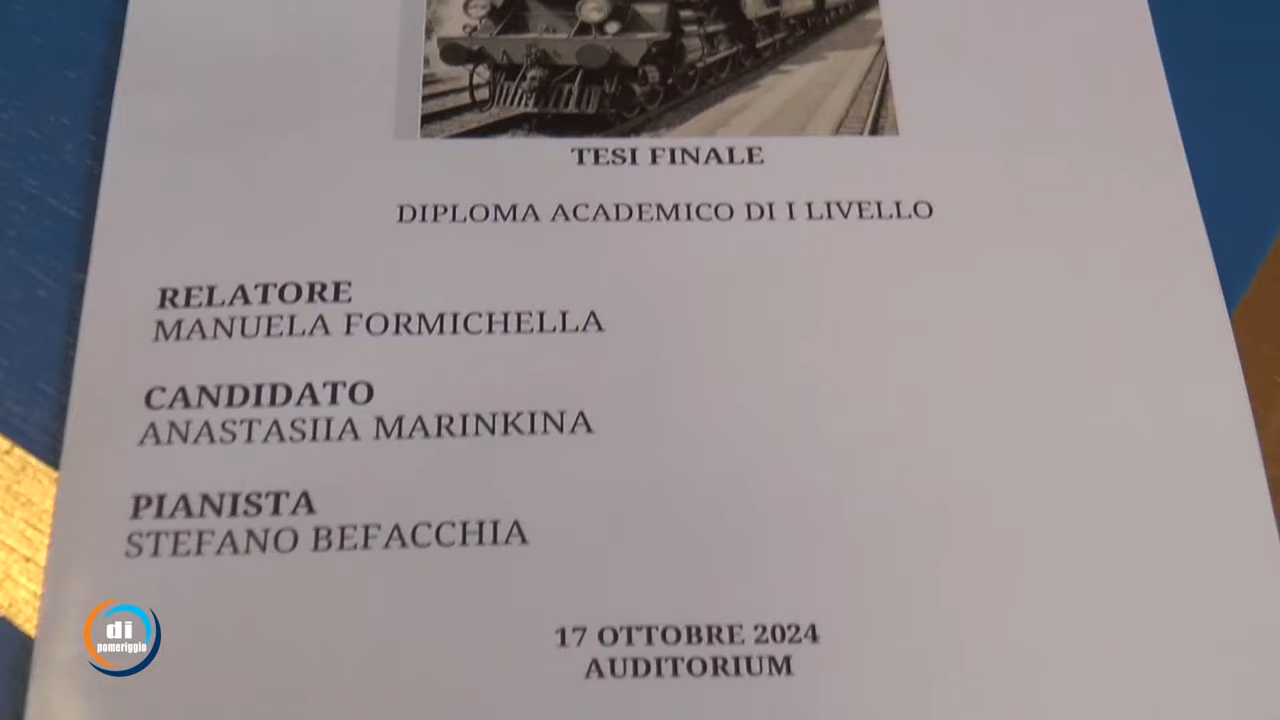 TESI FINALE
DIPLOMA ACADEMICO DI I LIVELLO
RELATORE
MANUELA FORMICHELLA
CANDIDATO
ANASTASIIA MARINKINA
PIANISTA
STEFANO BEFACCHIA
17 OTTOBRE 2024
AUDITORIUM
di
pomeriggio